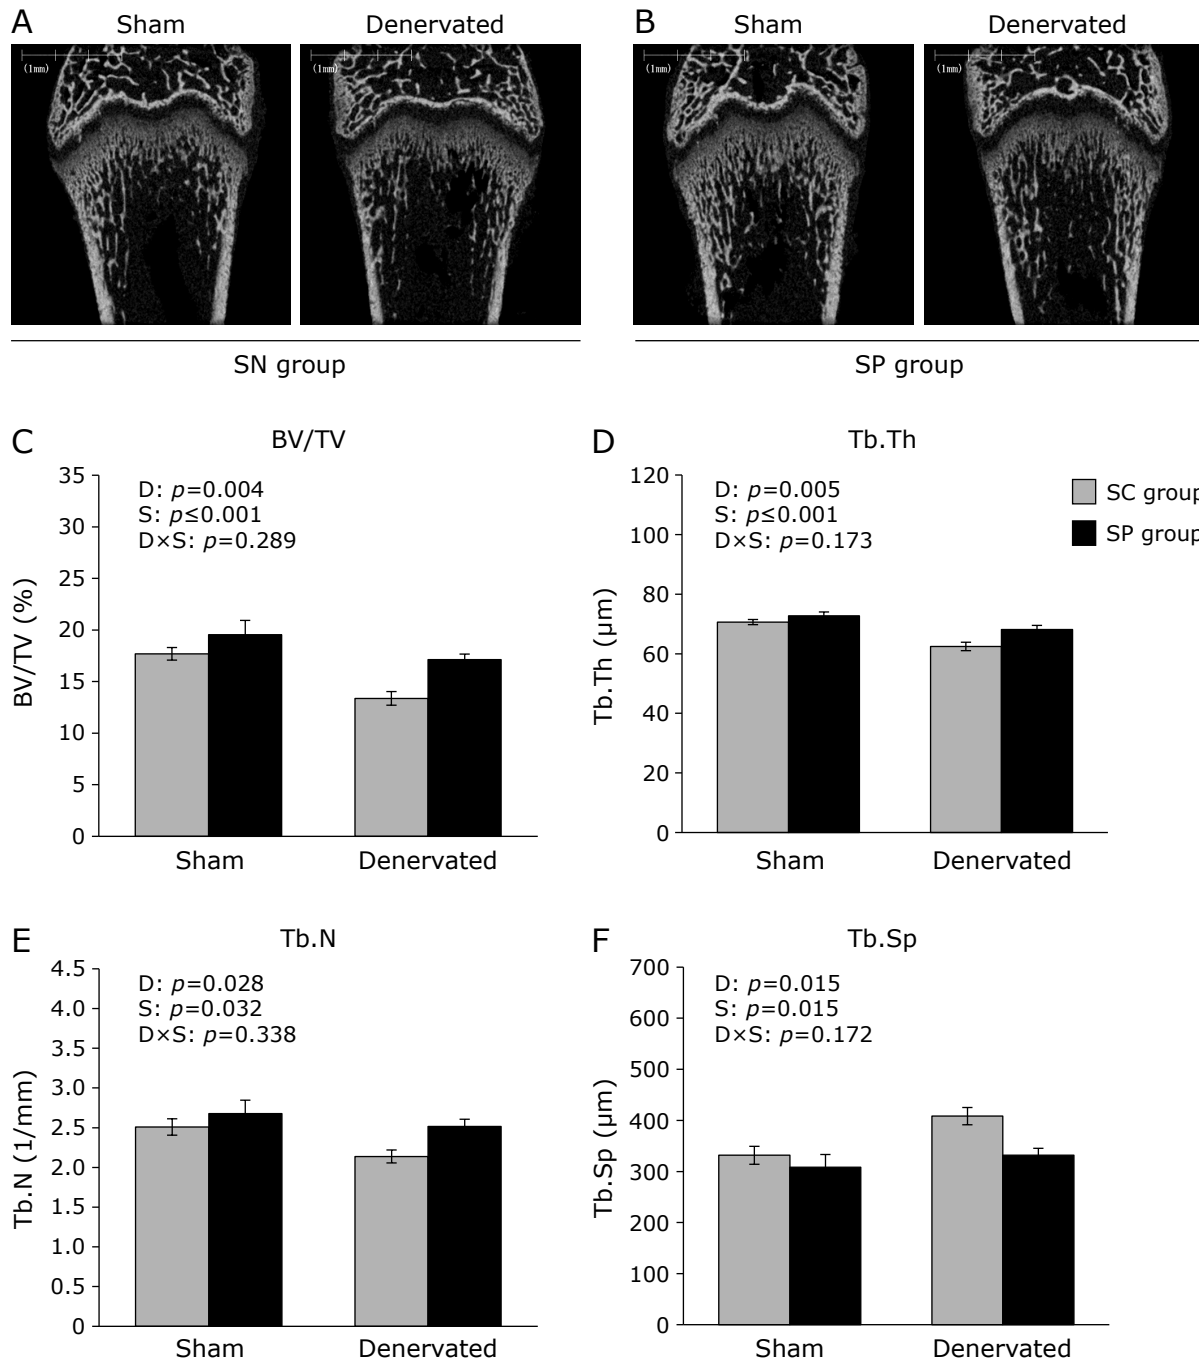 A
Sham
Denervated
(1mm)
(1mm)
SN group
B
Sham
Denervated
(1mm)
(1mm)
SP group
C
BV/TV
D: p=0.004
S: p≤0.001
D×S: p=0.289
BV/TV (%)
35
30
25
20
15
10
5
0
Sham
Denervated
D
Tb.Th
D: p=0.005
S: p≤0.001
D×S: p=0.173
SC group
SP group
Tb.Th (μm)
120
100
80
60
40
20
0
Sham
Denervated
E
Tb.N
D: p=0.028
S: p=0.032
D×S: p=0.338
Tb.N (1/mm)
4.5
4.0
3.5
3.0
2.5
2.0
1.5
1.0
0.5
0
Sham
Denervated
F
Tb.Sp
D: p=0.015
S: p=0.015
D×S: p=0.172
Tb.Sp (μm)
700
600
500
400
300
200
100
0
Sham
Denervated